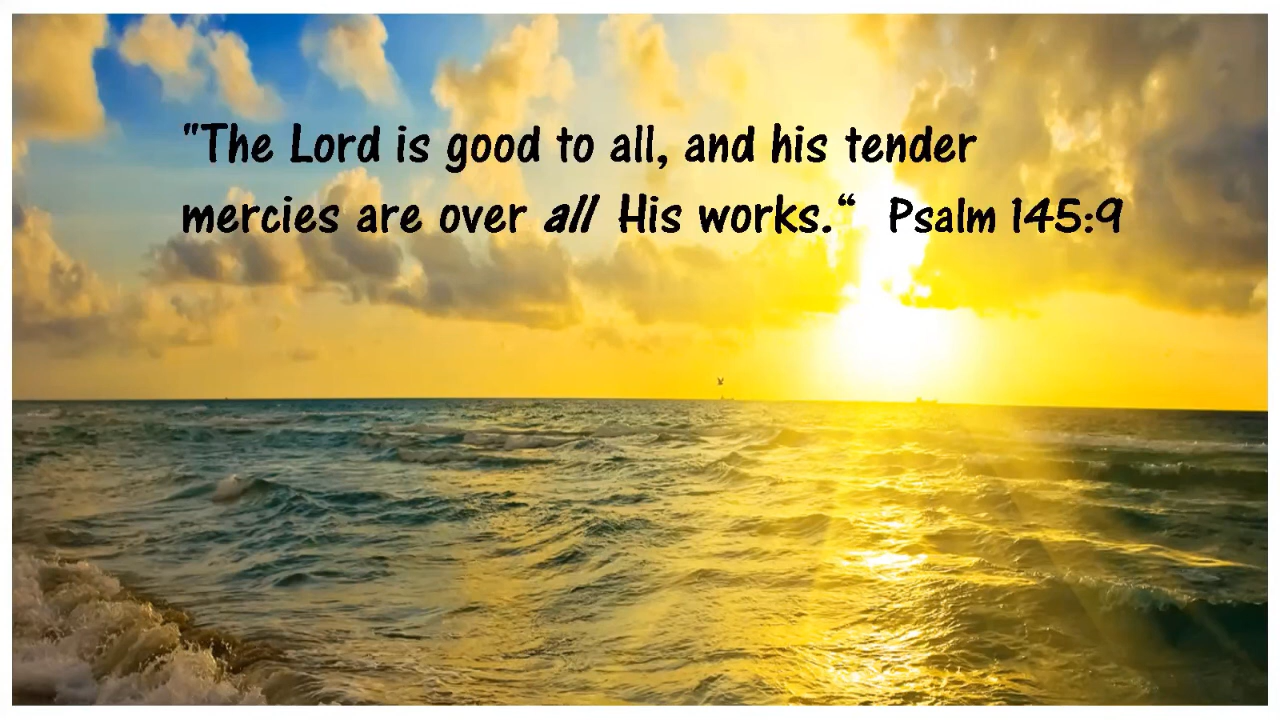 "The Lord is good to all, and his tender
mercies are over all His works.“ Psalm 145:9